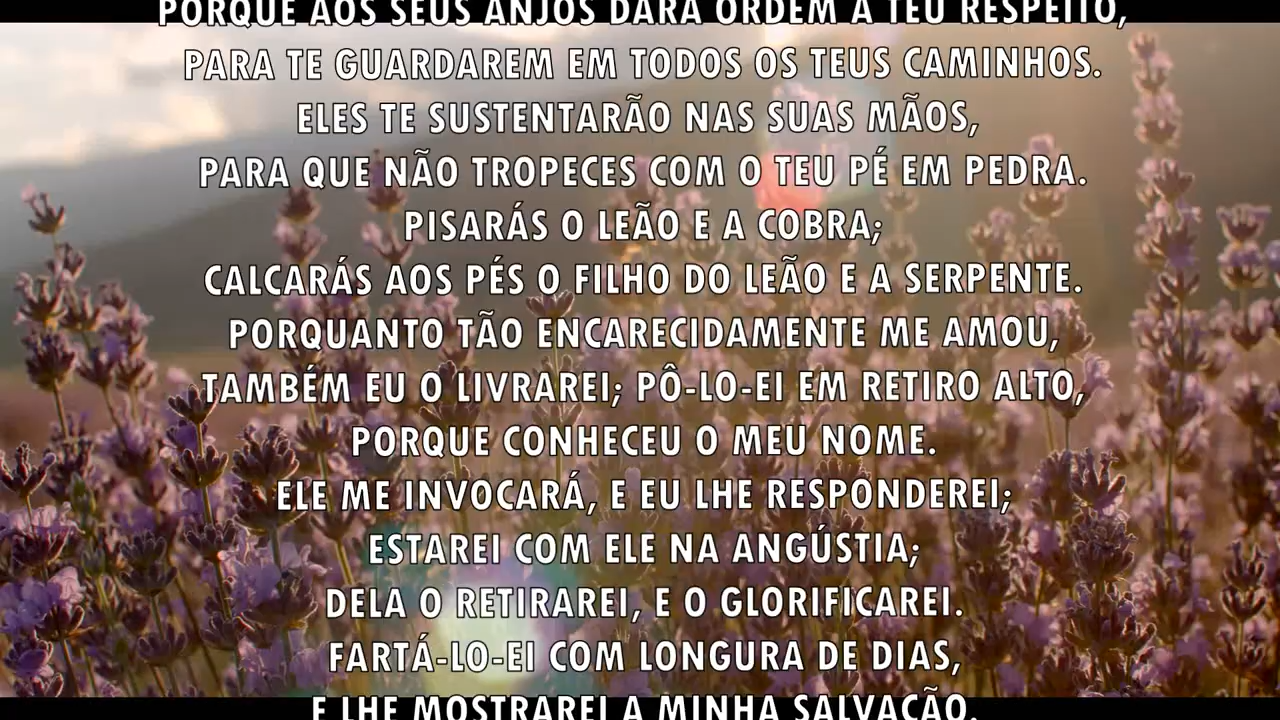 PORQUE AOS SEUS ANJOS DARÁ ORDEM A TEU RESPEITO,
PARA TE GUARDAREM EM TODOS OS TEUS CAMINHOS.
ELES TE SUSTENTARÃO NAS SUAS MÃOS,
PARA QUE NÃO TROPECES COM O TEU PÉ EM PEDRA.
PISARÁS O LEÃO E A COBRA;
CALCARÁS AOS PÉS O FILHO DO LEÃO E A SERPENTE.
PORQUANTO TÃO ENCARECIDAMENTE ME AMOU,
TAMBÉM EU O LIVRAREI; PÔ-LO-EI EM RETIRO ALTO,
PORQUE CONHECEU O MEU NOME.
ELE ME INVOCARÁ, E EU LHE RESPONDEREI;
ESTAREI COM ELE NA ANGÚSTIA;
DELA O RETIRAREI, E O GLORIFICAREI.
FARTÁ-LO-EI COM LONGURA DE DIAS,
E LHE MOSTRAREI A MINHA SALVAÇÃO.